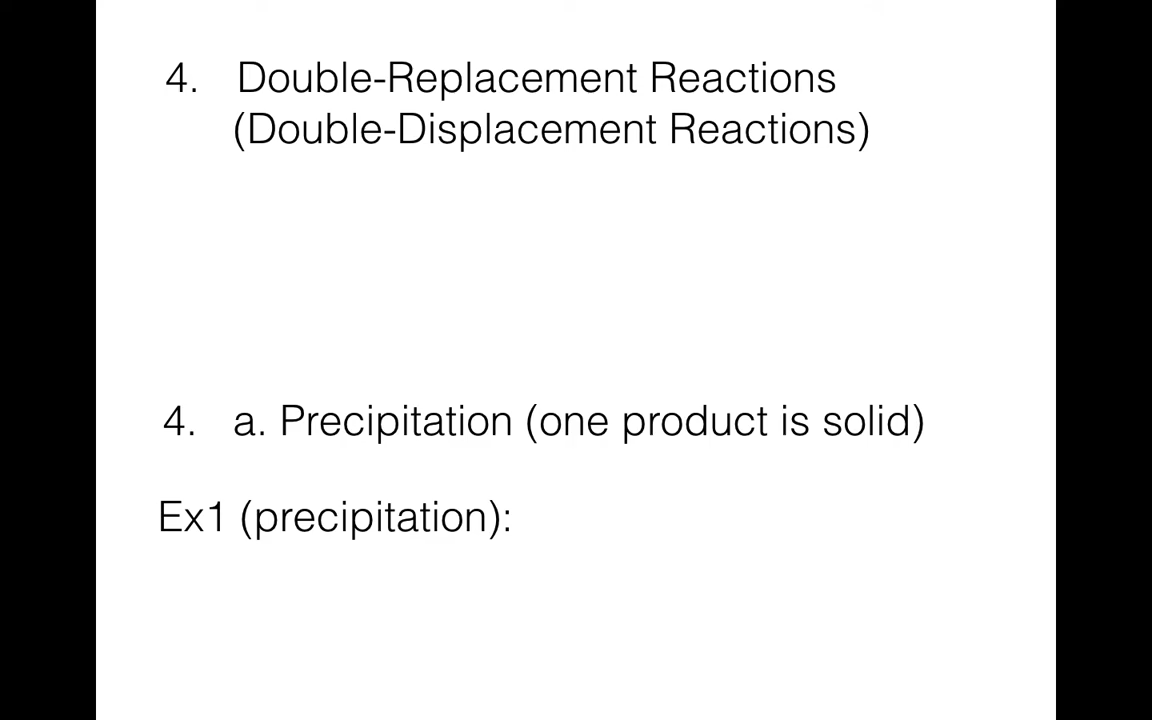 4. Double-Replacement Reactions
(Double-Displacement Reactions)
4. a. Precipitation (one product is solid)
Ex1 (precipitation):